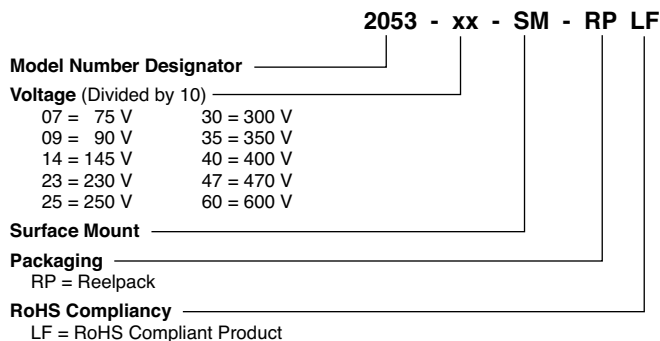 2053 - xx - SM - RP LF
Model Number Designator
Voltage (Divided by 10)
07 = 75 V 30 = 300 V
09 = 90 V 35 = 350 V
14 = 145 V 40 = 400 V
23 = 230 V 47 = 470 V
25 = 250 V 60 = 600 V
Surface Mount
Packaging
RP = Reelpack
RoHS Compliancy
LF = RoHS Compliant Product